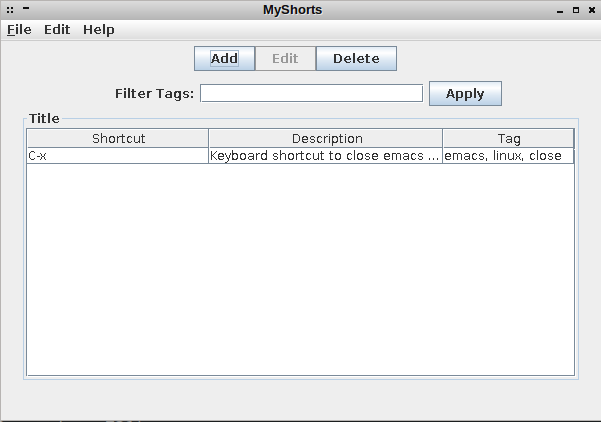 MyShorts
File Edit Help
Add Edit Delete
Filter Tags: Apply
Title
Shortcut Description Tag
C-x Keyboard shortcut to close emacs ... emacs, linux, close